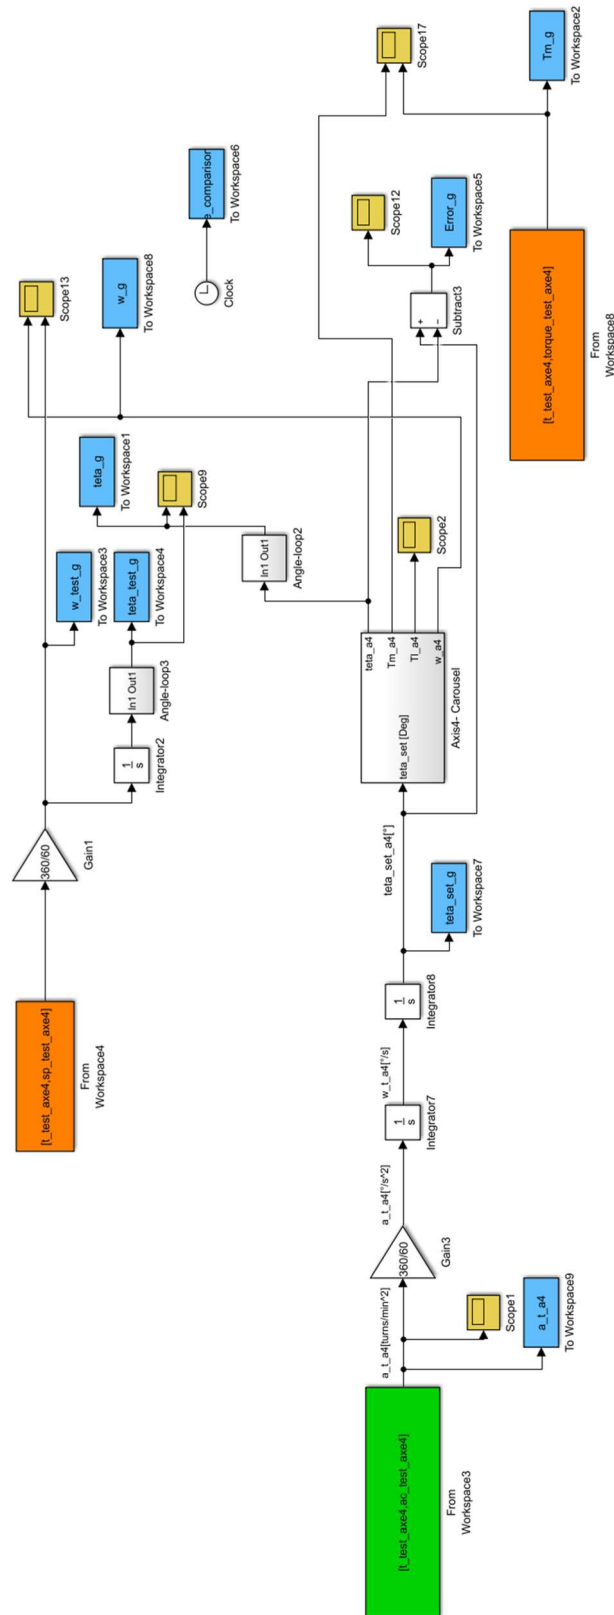 [t_test_axe4,sp_test_axe4]
From
Workspace4
360/60
Gain1
1
s
Integrator2
In1 Out1
Angle-loop3
w_test_g
To Workspace3
teta_test_g
To Workspace4
teta_g
To Workspace1
Scope9
In1 Out1
Angle-loop2
Scope13
w_g
To Workspace8
Clock
e_comparison
To Workspace6
[t_test_axe4,ac_test_axe4]
From
Workspace3
a_t_a4[turns/min^2]
Scope1
a_t_a4
To Workspace9
360/60
Gain3
a_t_a4[°/s^2]
1
s
Integrator7
w_t_a4[°/s]
1
s
Integrator8
teta_set_g
To Workspace7
teta_set_a4[°]
teta_set [Deg]
teta_a4
Tm_a4
Tl_a4
w_a4
Axis4- Carousel
Scope2
+
−
Subtract3
Scope12
Error_g
To Workspace5
Scope17
[t_test_axe4,torque_test_axe4]
From
Workspace8
Tm_g
To Workspace2